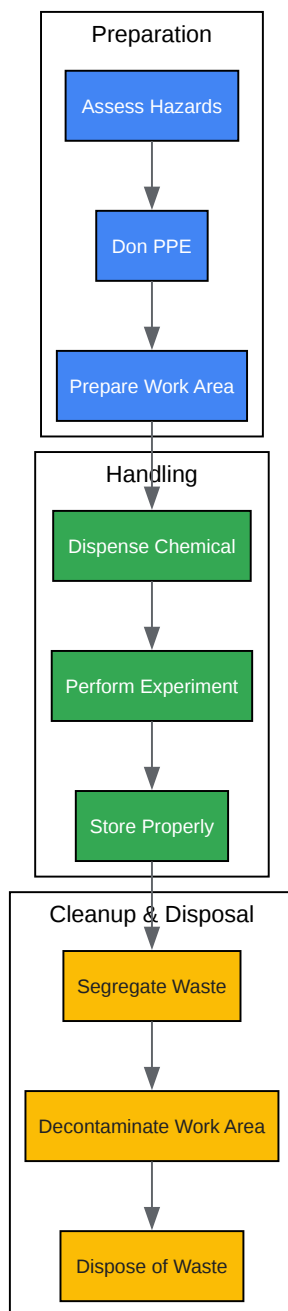 Preparation
Assess Hazards
Don PPE
Prepare Work Area
Handling
Dispense Chemical
Perform Experiment
Store Properly
Cleanup & Disposal
Segregate Waste
Decontaminate Work Area
Dispose of Waste